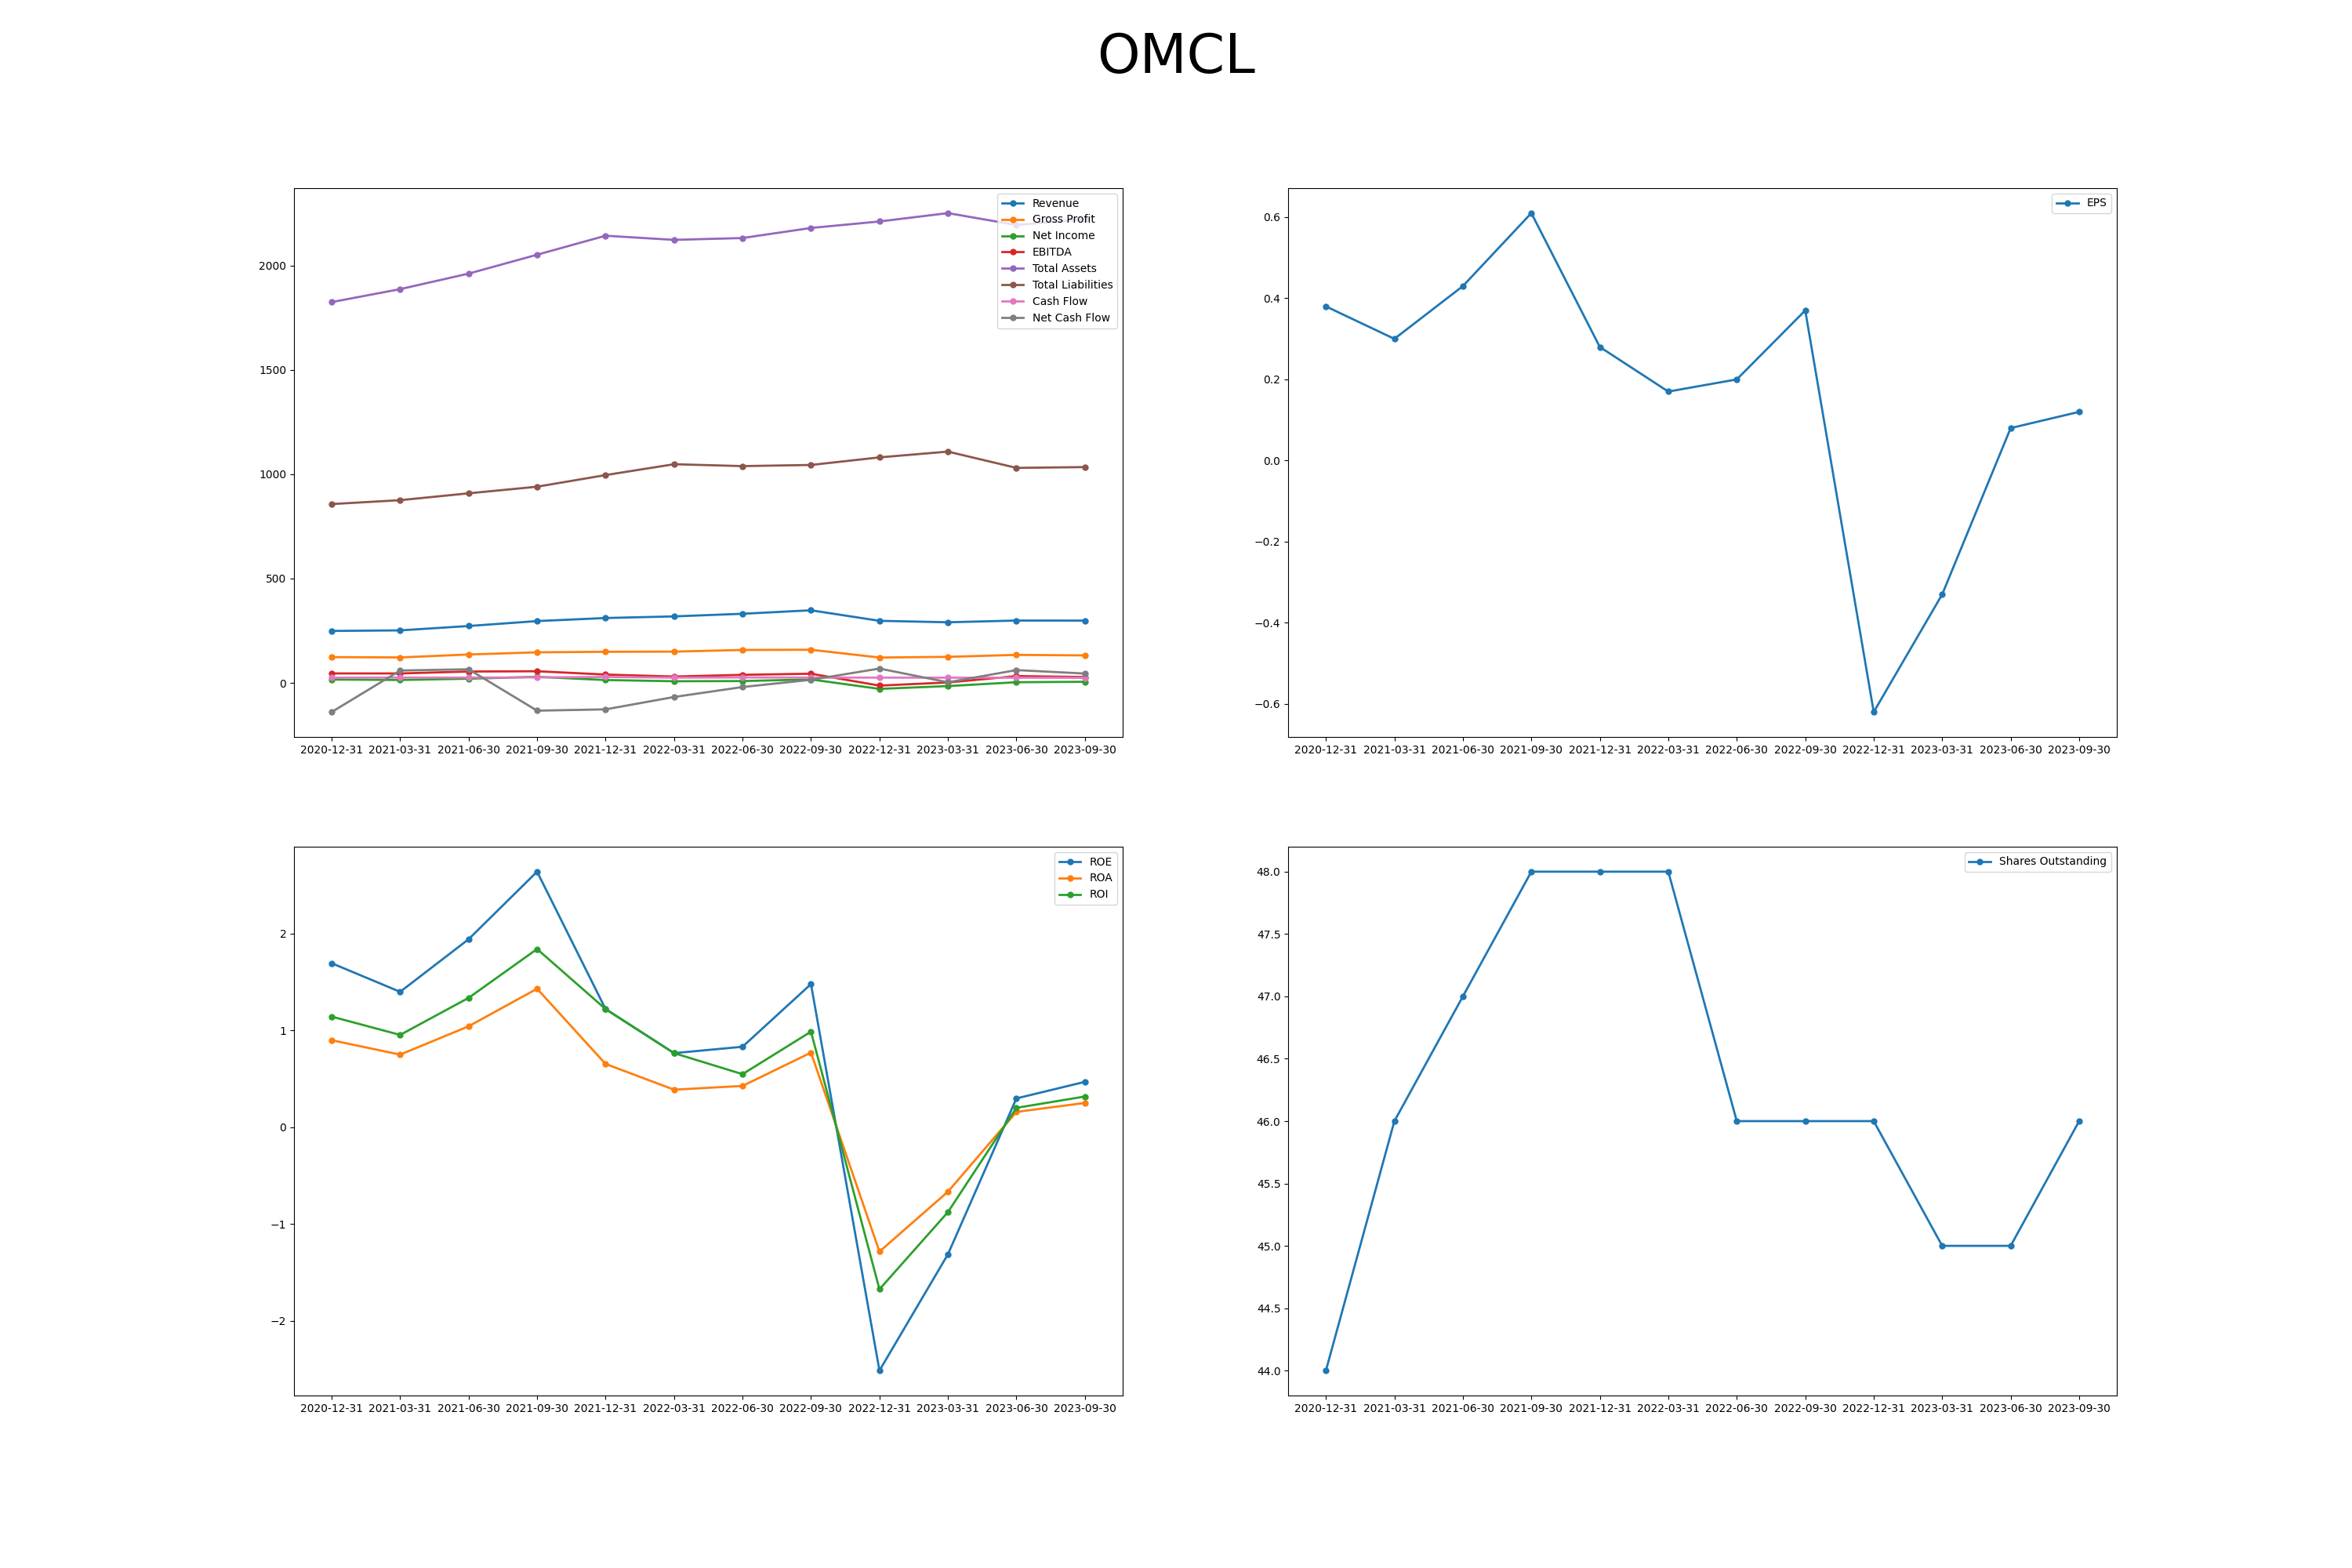 OMCL
2000
1500
1000
500
0
Revenue
Gross Profit
Net Income
EBITDA
Total Assets
Total Liabilities
Cash Flow
Net Cash Flow
2020-12-31 2021-03-31 2021-06-30 2021-09-30 2021-12-31 2022-03-31 2022-06-30 2022-09-30 2022-12-31 2023-03-31 2023-06-30 2023-09-30
0.6
0.4
0.2
0.0
−0.2
−0.4
−0.6
EPS
2020-12-31 2021-03-31 2021-06-30 2021-09-30 2021-12-31 2022-03-31 2022-06-30 2022-09-30 2022-12-31 2023-03-31 2023-06-30 2023-09-30
2
1
0
−1
−2
ROE
ROA
ROI
2020-12-31 2021-03-31 2021-06-30 2021-09-30 2021-12-31 2022-03-31 2022-06-30 2022-09-30 2022-12-31 2023-03-31 2023-06-30 2023-09-30
48.0
47.5
47.0
46.5
46.0
45.5
45.0
44.5
44.0
Shares Outstanding
2020-12-31 2021-03-31 2021-06-30 2021-09-30 2021-12-31 2022-03-31 2022-06-30 2022-09-30 2022-12-31 2023-03-31 2023-06-30 2023-09-30